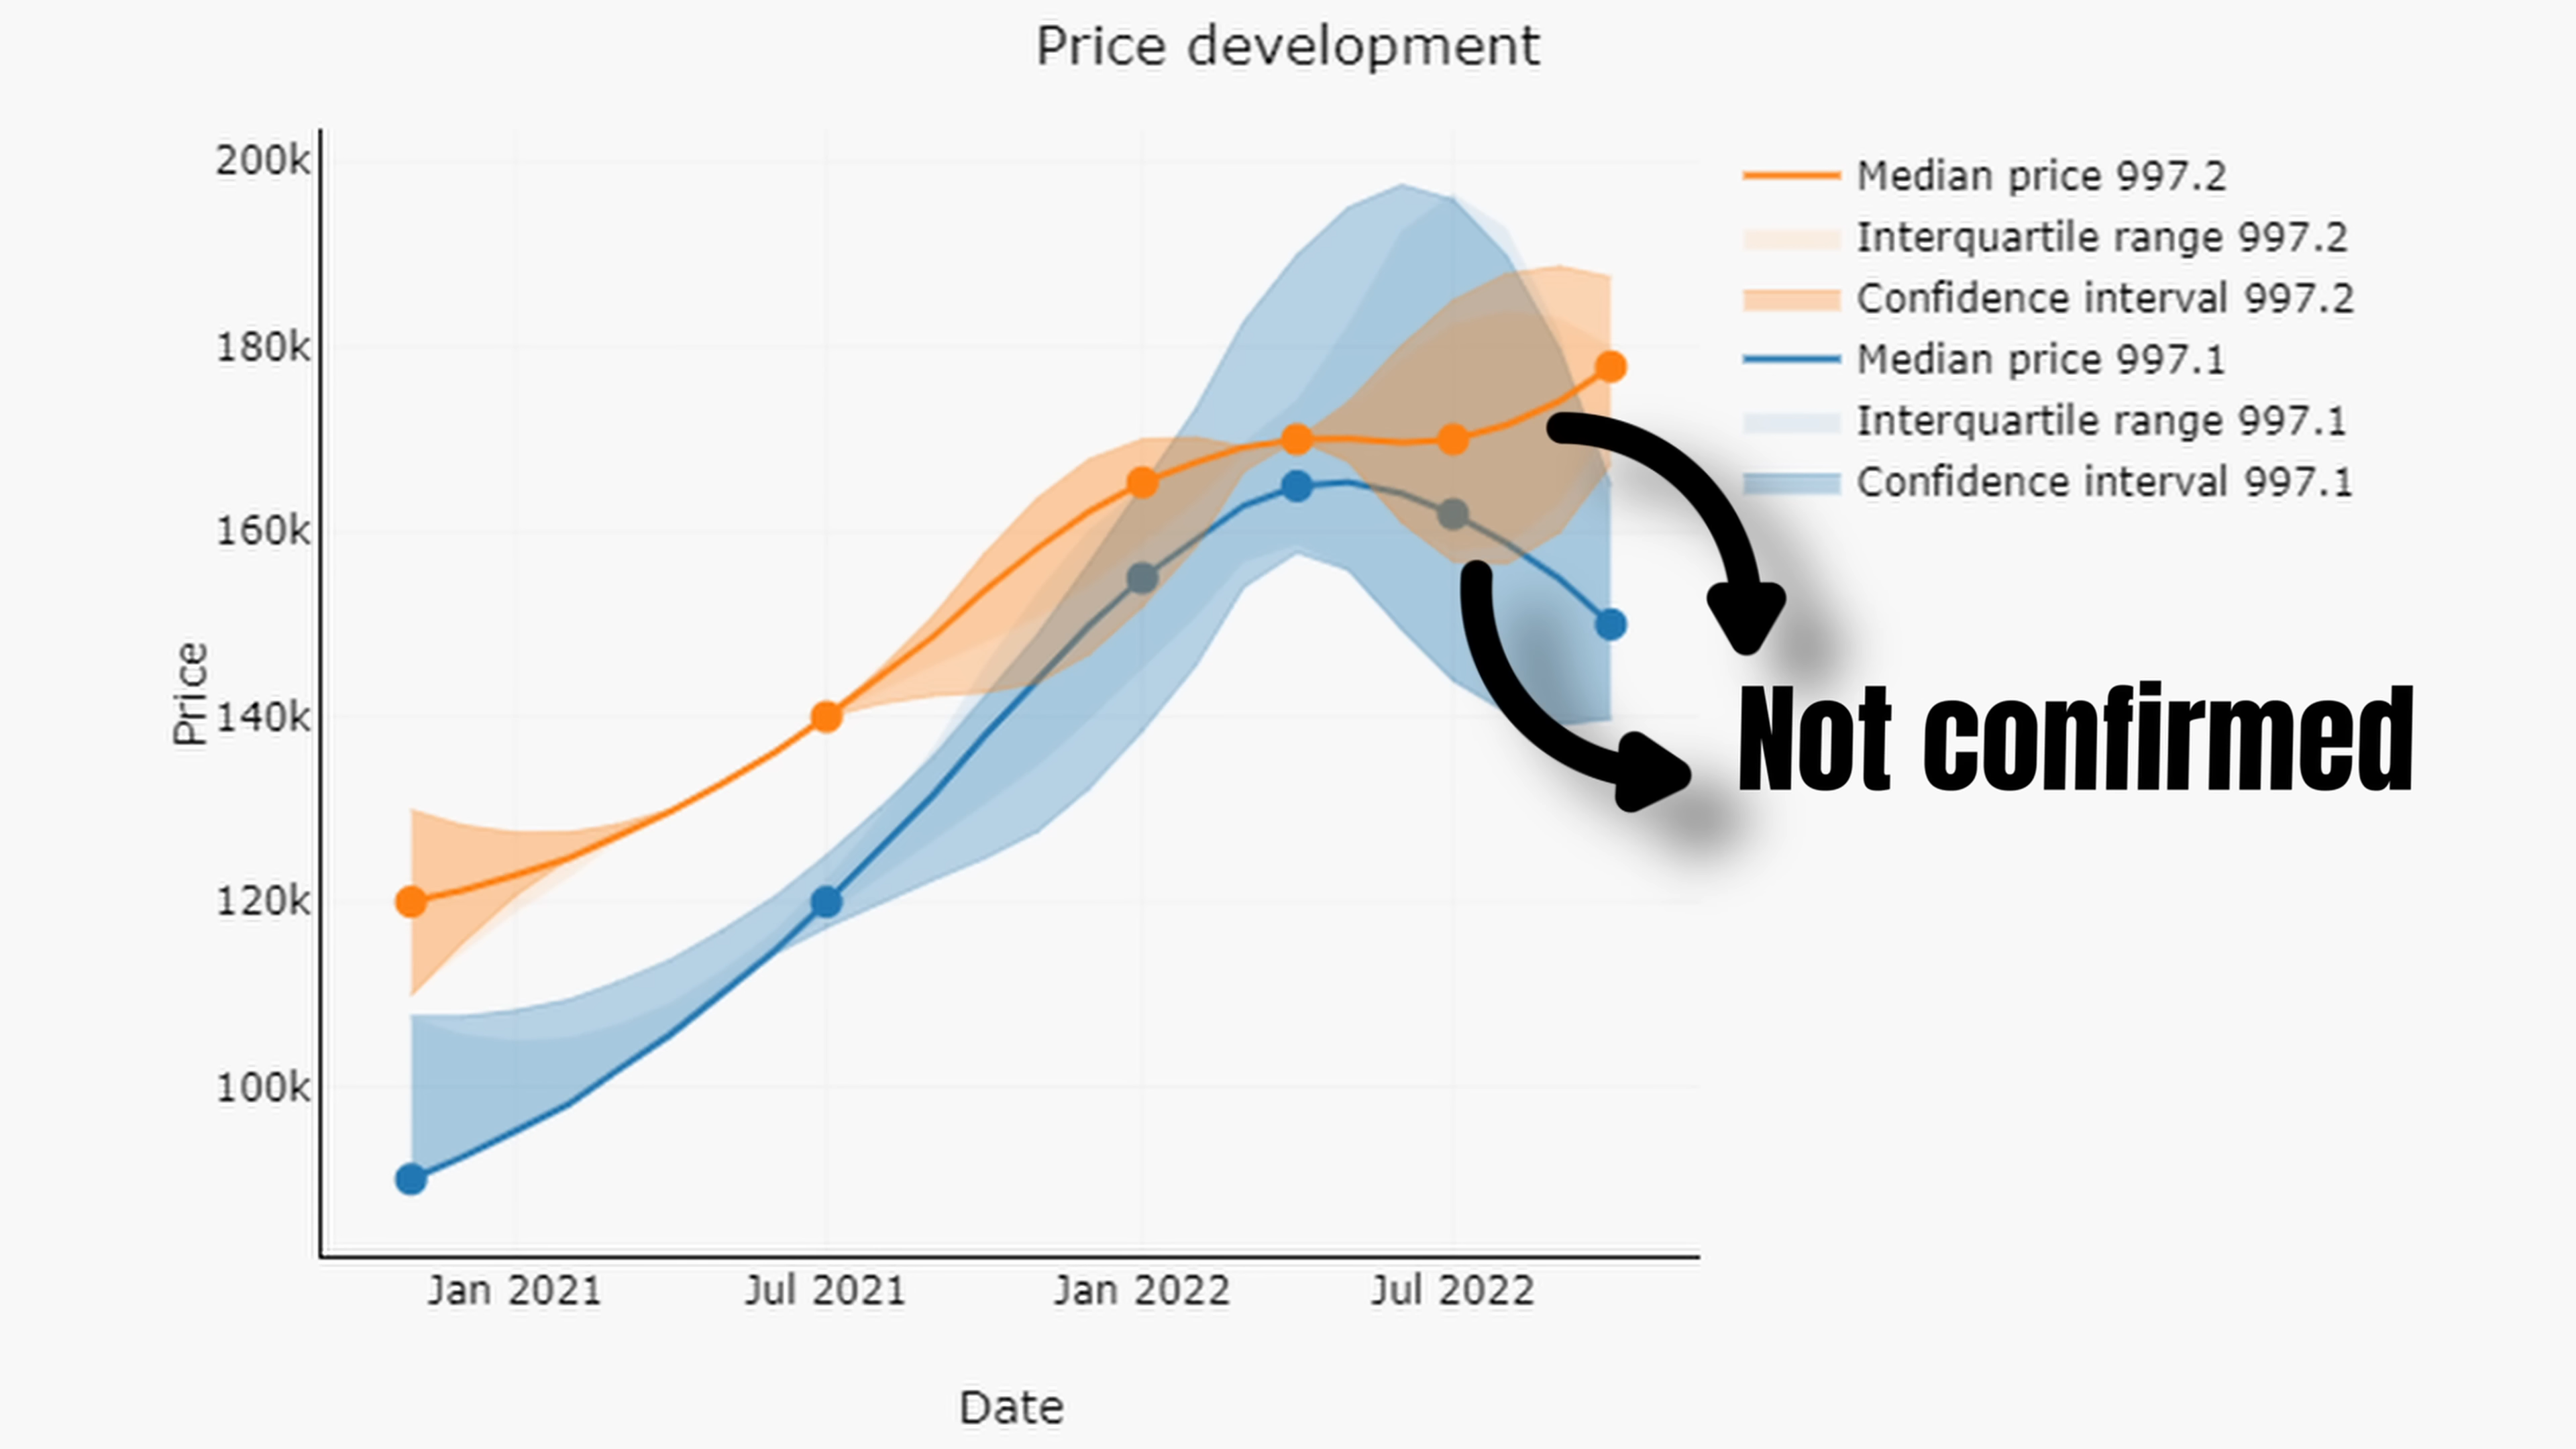 Price development
200k
180k
160k
140k
120k
100k
Price
Jan 2021
Jul 2021
Jan 2022
Jul 2022
Date
Median price 997.2
Interquartile range 997.2
Confidence interval 997.2
Median price 997.1
Interquartile range 997.1
Confidence interval 997.1
Not confirmed